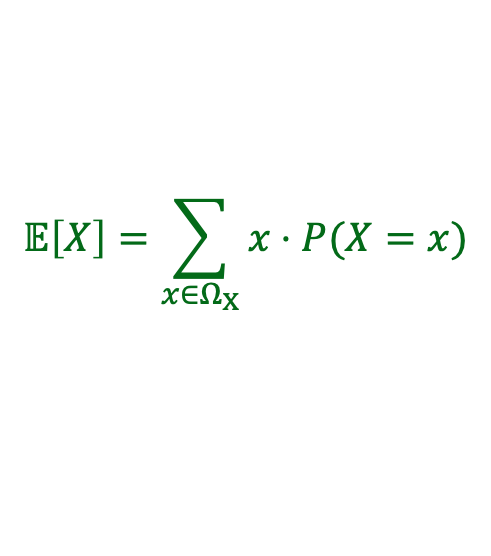 𝔼[X] = ∑_{x∈Ω_X} x · P(X = x)